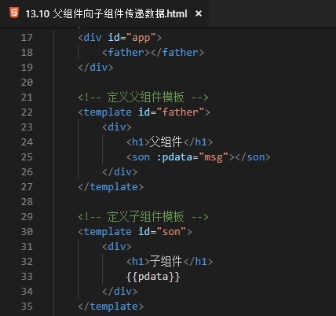 13.10 父组件向子组件传递数据.html ×
17 <div id="app">
18 <father></father>
19 </div>
20
21 <!-- 定义父组件模板 -->
22 <template id="father">
23 <div>
24 <h1>父组件</h1>
25 <son :pdata="msg"></son>
26 </div>
27 </template>
28
29 <!-- 定义子组件模板 -->
30 <template id="son">
31 <div>
32 <h1>子组件</h1>
33 {{pdata}}
34 </div>
35 </template>